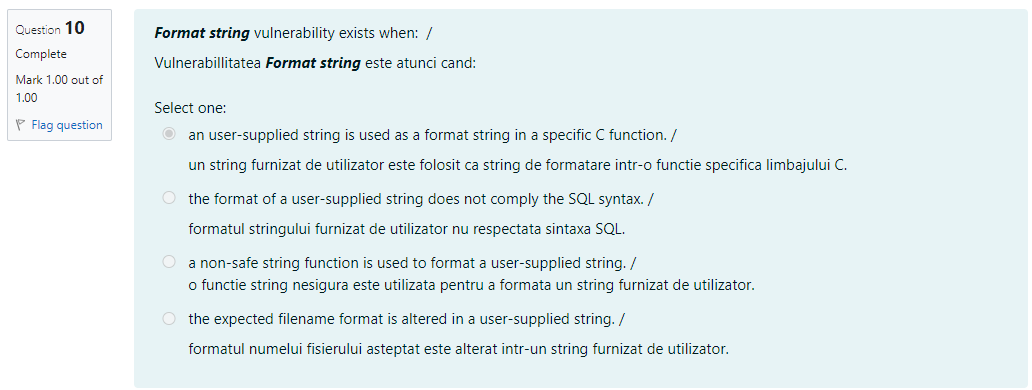 Question 10
Complete
Mark 1.00 out of
1.00
Flag question
Format string vulnerability exists when: /
Vulnerabillitatea Format string este atunci cand:
Select one:
an user-supplied string is used as a format string in a specific C function. /
un string furnizat de utilizator este folosit ca string de formatare intr-o functie specifica limbajului C.
the format of a user-supplied string does not comply the SQL syntax. /
formatul stringului furnizat de utilizator nu respectata sintaxa SQL.
a non-safe string function is used to format a user-supplied string. /
o functie string nesigura este utilizata pentru a formata un string furnizat de utilizator.
the expected filename format is altered in a user-supplied string. /
formatul numelui fisierului asteptat este alterat intr-un string furnizat de utilizator.